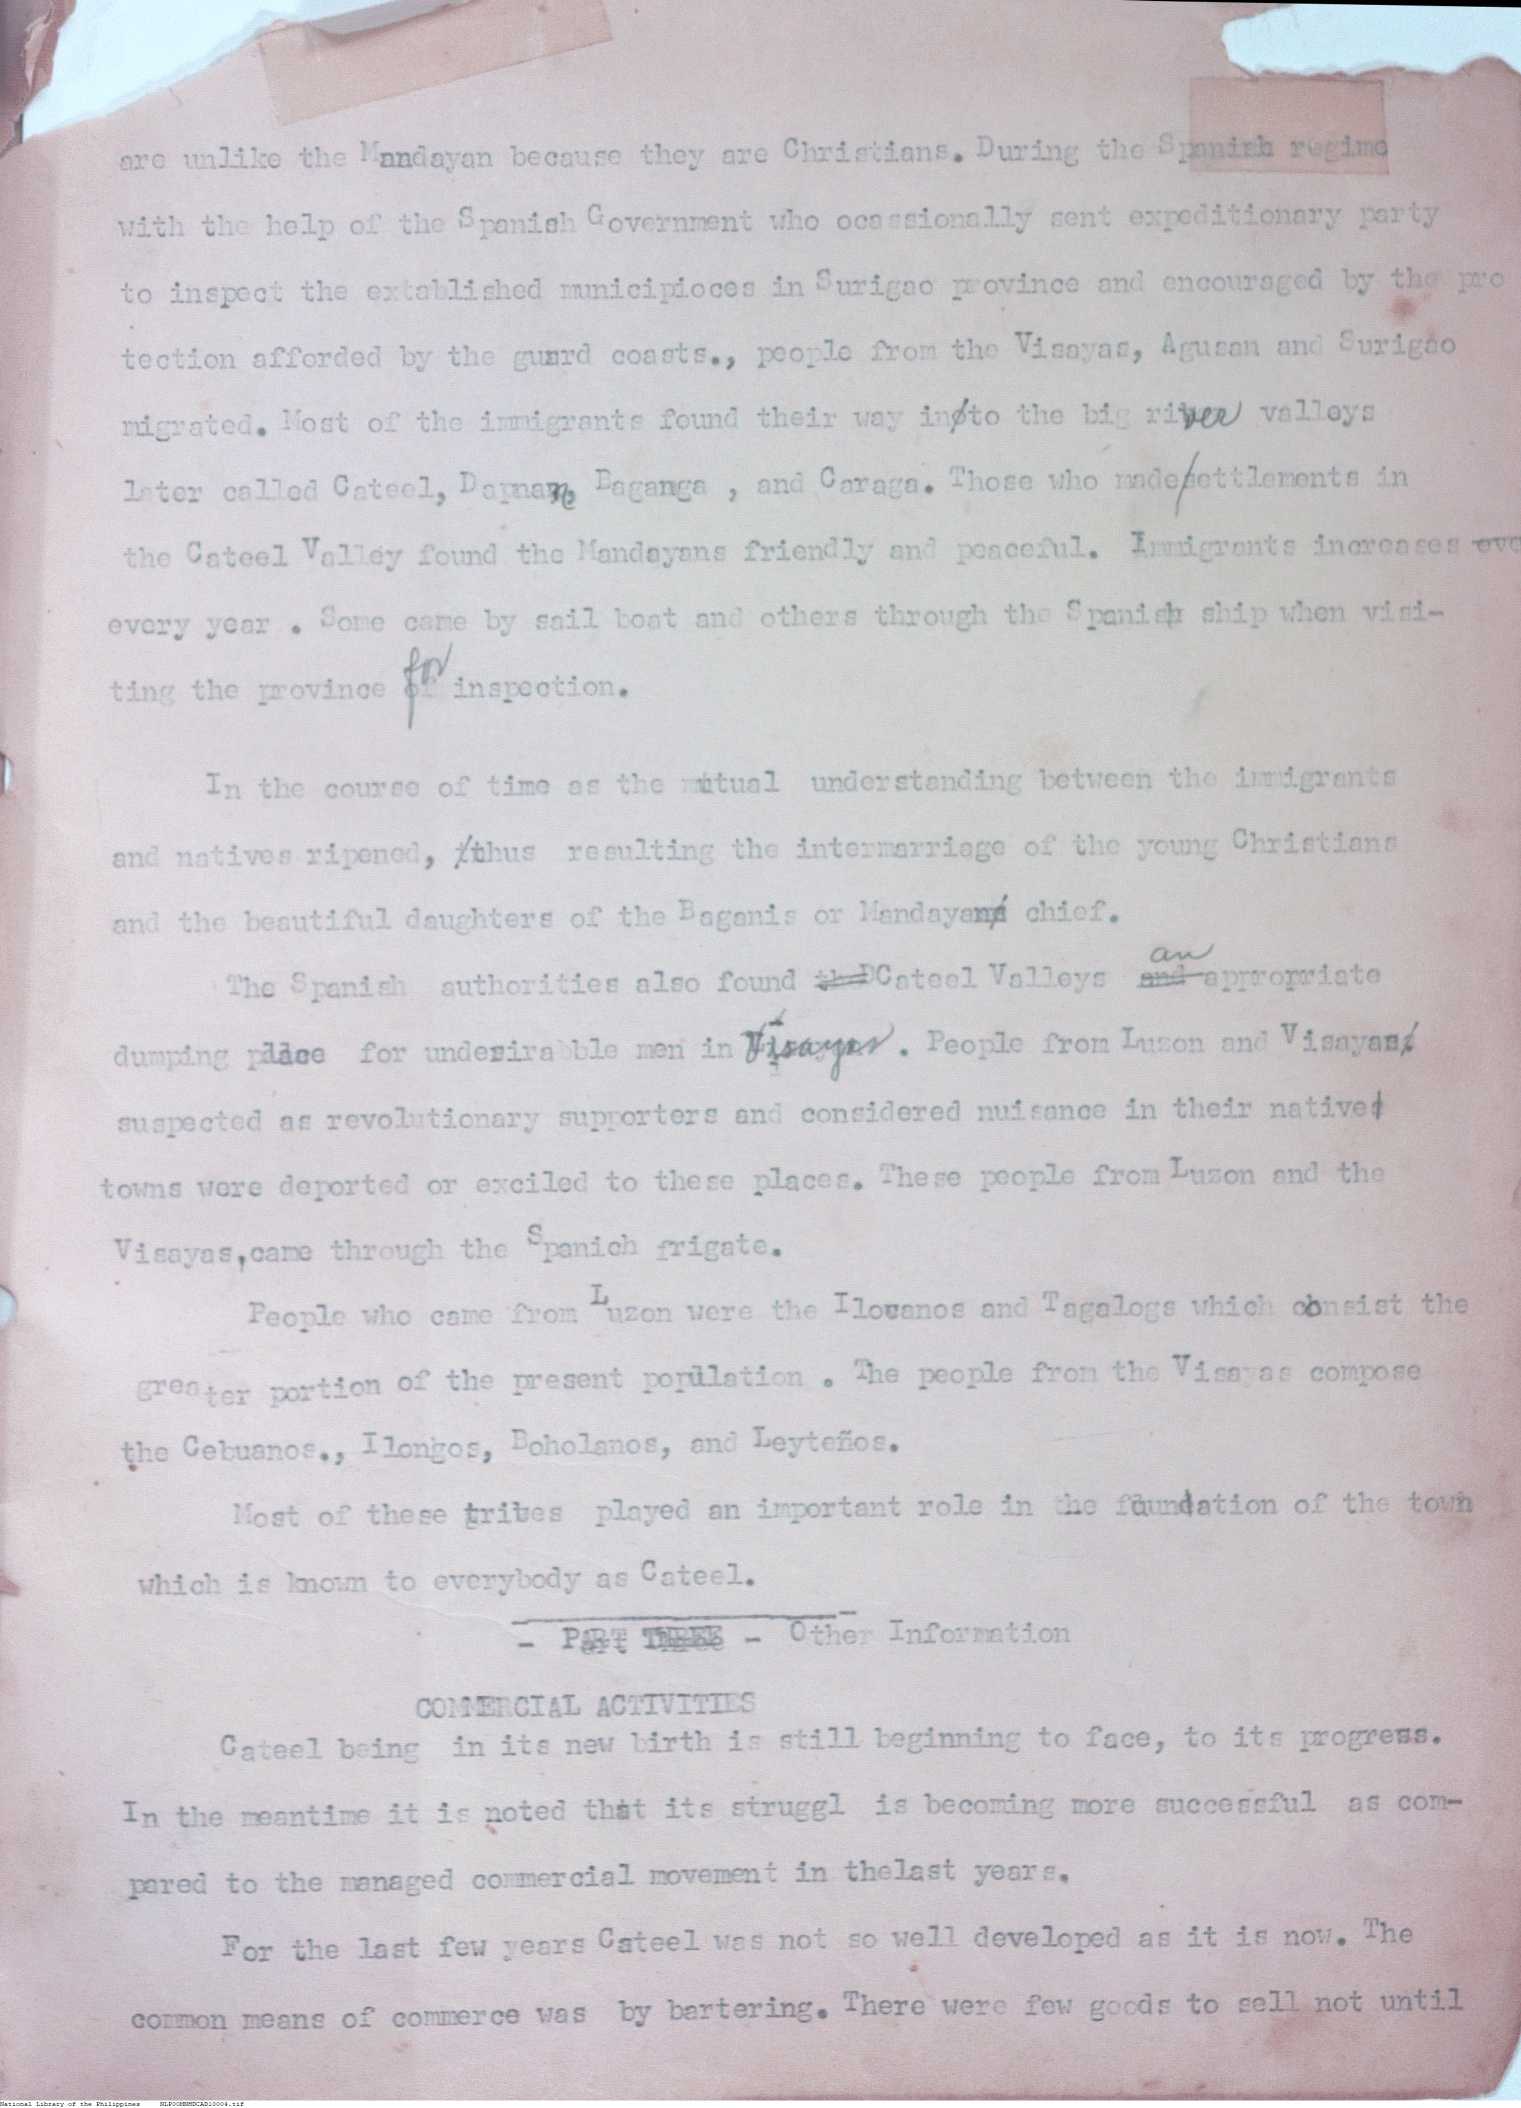 are unlike the Mandayan because they are Christians. During the Spanish regime
with the help of the Spanish Government who ocassionally sent expeditionary party
to inspect the extablished municipioces in Surigao province and encouraged by the pro
tection afforded by the guard coasts., people from the Visayas, Agusan and Surigao
migrated. Most of the immigrants found their way into the big river valleys
later called Cateel, Dapnan, Baganga , and Caraga. Those who made settlements in
the Cateel Valley found the Mandayans friendly and peaceful. Immigrants increases eve
every year . Some came by sail boat and others through the Spanish ship when visi-
ting the province for inspection.
In the course of time as the mutual understanding between the immigrants
and natives ripened, thus resulting the intermarriage of the young Christians
and the beautiful daughters of the Baganis or Mandayan chief.
an
The Spanish authorities also found the Cateel Valleys and appropriate
dumping place for undesirabble men in Visayas . People from Luzon and Visayas
suspected as revolutionary supporters and considered nuisance in their native
towns were deported or exciled to these places. These people from Luzon and the
Visayas,came through the Spanich frigate.
People who came from Luzon were the Ilocanos and Tagalogs which consist the
greater portion of the present population . The people from the Visayas compose
the Cebuanos., Ilongos, Boholanos, and Leyteños.
Most of these tribes played an important role in the foundation of the town
which is known to everybody as Cateel.
- PART THREE - Other Information
COMMERCIAL ACTIVITIES
Cateel being in its new birth is still beginning to face, to its progress.
In the meantime it is noted that its struggl is becoming more successful as com-
pared to the managed commercial movement in thelast years.
For the last few years Cateel was not so well developed as it is now. The
common means of commerce was by bartering. There were few goods to sell not until
National Library of the Philippines NLPOOMBMDCAD10004.tif